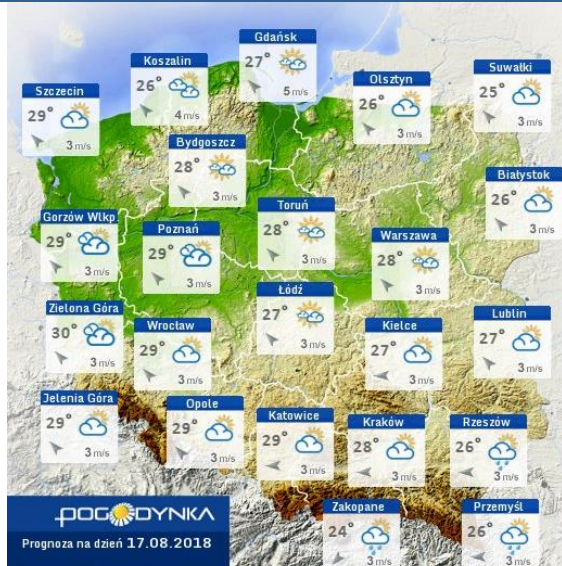 Gdańsk
27°
5 m/s
Koszalin
26°
4 m/s
Suwałki
25°
3 m/s
Olsztyn
26°
3 m/s
Szczecin
29°
3 m/s
Bydgoszcz
28°
3 m/s
Białystok
26°
3 m/s
Toruń
28°
3 m/s
Gorzów Wlkp
29°
3 m/s
Poznań
29°
3 m/s
Warszawa
28°
3 m/s
Łódź
27°
3 m/s
Zielona Góra
30°
3 m/s
Wrocław
29°
3 m/s
Kielce
27°
3 m/s
Lublin
27°
3 m/s
Jelenia Góra
29°
3 m/s
Opole
29°
3 m/s
Katowice
29°
3 m/s
Kraków
28°
3 m/s
Rzeszów
26°
3 m/s
Zakopane
24°
3 m/s
Przemyśl
26°
3 m/s
POGODYNKA
Prognoza na dzień 17.08.2018